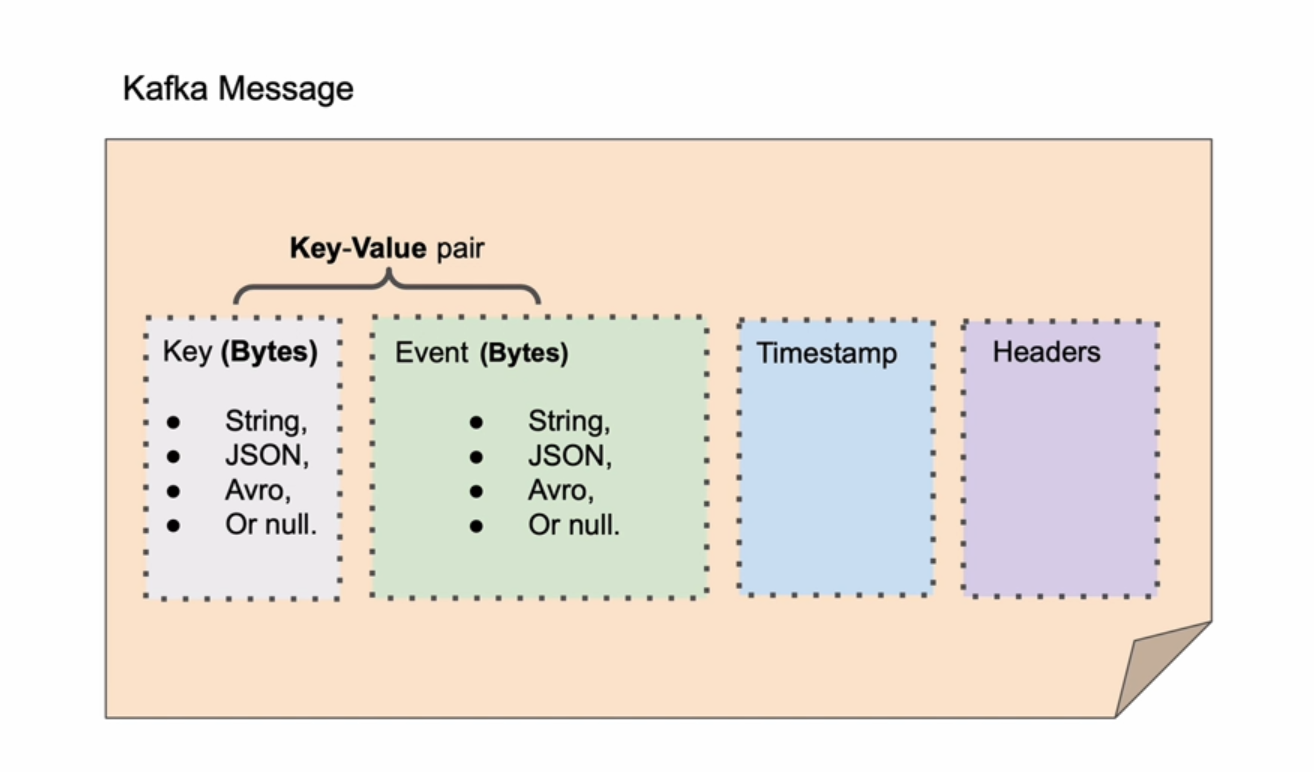 Kafka Message
Key-Value pair
Key (Bytes)
● String,
● JSON,
● Avro,
● Or null.
Event (Bytes)
● String,
● JSON,
● Avro,
● Or null.
Timestamp
Headers